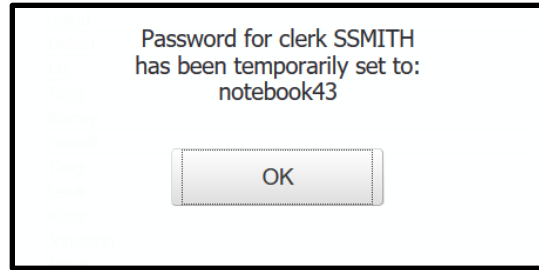 Password for clerk SSMITH
has been temporarily set to:
notebook43
OK